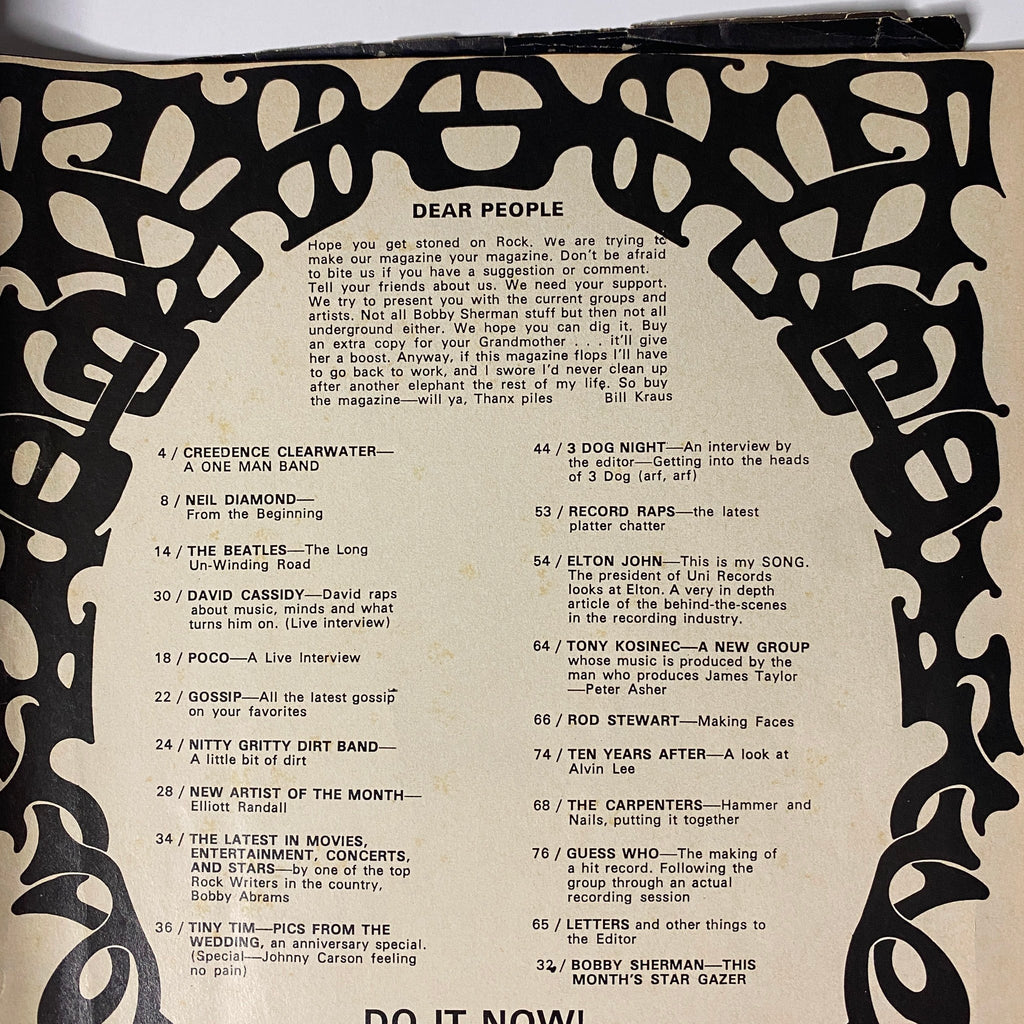 DEAR PEOPLE
Hope you get stoned on Rock. We are trying to
make our magazine your magazine. Don't be afraid
to bite us if you have a suggestion or comment.
Tell your friends about us. We need your support.
We try to present you with the current groups and
artists. Not all Bobby Sherman stuff but then not all
underground either. We hope you can dig it. Buy
an extra copy for your Grandmother . . . it'll give
her a boost. Anyway, if this magazine flops I'll have
to go back to work, and I swore I'd never clean up
after another elephant the rest of my life. So buy
the magazine—will ya, Thanx piles Bill Kraus
4 / CREEDENCE CLEARWATER—
A ONE MAN BAND
8 / NEIL DIAMOND—
From the Beginning
14 / THE BEATLES—The Long
Un-Winding Road
30 / DAVID CASSIDY—David raps
about music, minds and what
turns him on. (Live interview)
18 / POCO—A Live Interview
22 / GOSSIP—All the latest gossip
on your favorites
24 / NITTY GRITTY DIRT BAND—
A little bit of dirt
28 / NEW ARTIST OF THE MONTH—
Elliott Randall
34 / THE LATEST IN MOVIES,
ENTERTAINMENT, CONCERTS,
AND STARS—by one of the top
Rock Writers in the country,
Bobby Abrams
36 / TINY TIM—PICS FROM THE
WEDDING, an anniversary special.
(Special—Johnny Carson feeling
no pain)
44 / 3 DOG NIGHT—An interview by
the editor—Getting into the heads
of 3 Dog (arf, arf)
53 / RECORD RAPS—the latest
platter chatter
54 / ELTON JOHN—This is my SONG.
The president of Uni Records
looks at Elton. A very in depth
article of the behind-the-scenes
in the recording industry.
64 / TONY KOSINEC—A NEW GROUP
whose music is produced by the
man who produces James Taylor
—Peter Asher
66 / ROD STEWART—Making Faces
74 / TEN YEARS AFTER—A look at
Alvin Lee
68 / THE CARPENTERS—Hammer and
Nails, putting it together
76 / GUESS WHO—The making of
a hit record. Following the
group through an actual
recording session
65 / LETTERS and other things to
the Editor
32 / BOBBY SHERMAN—THIS
MONTH'S STAR GAZER
DO IT NOW!